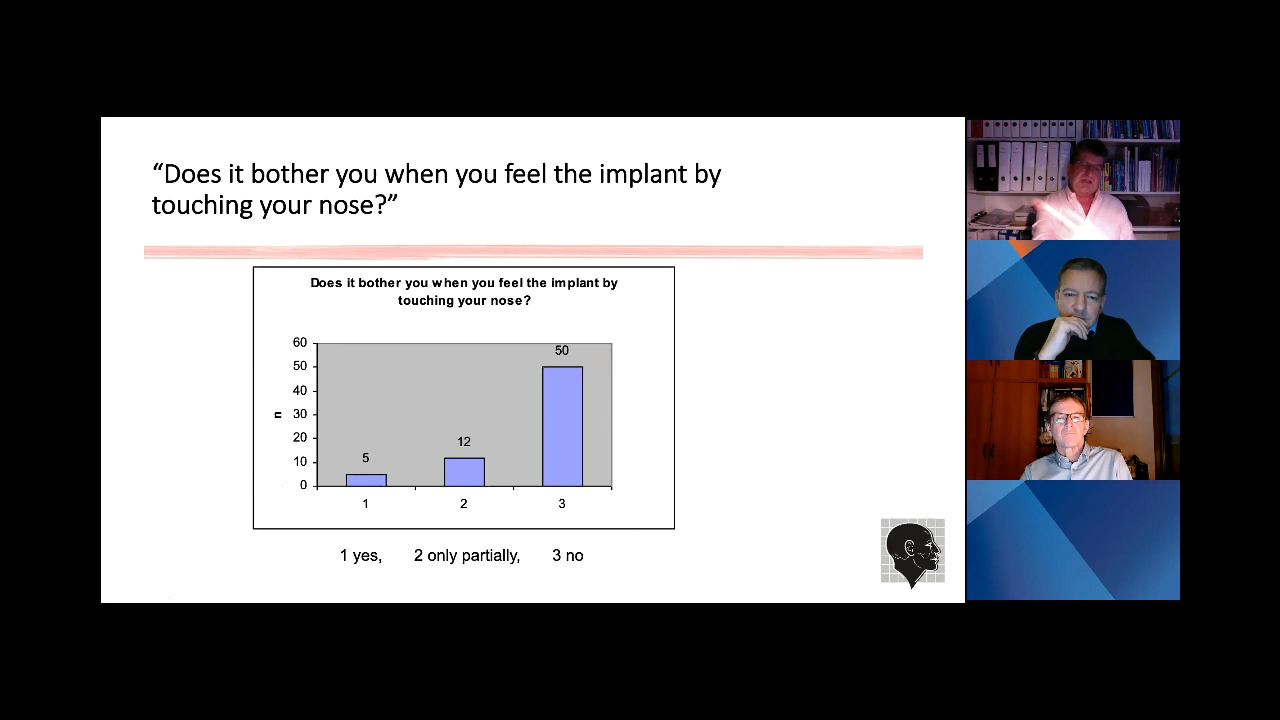 “Does it bother you when you feel the implant by
touching your nose?”
Does it bother you when you feel the implant by
touching your nose?
60
50
40
30
20
10
0
n
5
12
50
1
2
3
1 yes, 2 only partially, 3 no